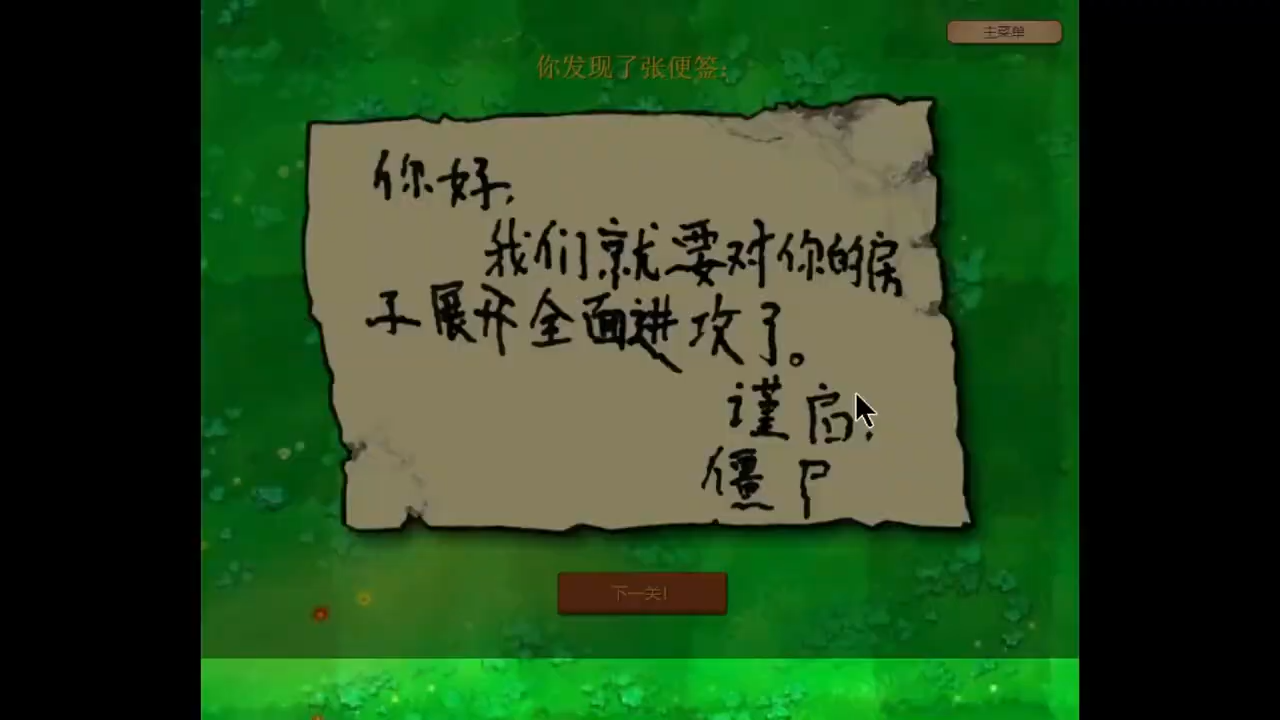 主菜单
你发现了张便签:
你好,
我们就要对你的房
子展开全面进攻了。
谨启,
僵尸
下一关!